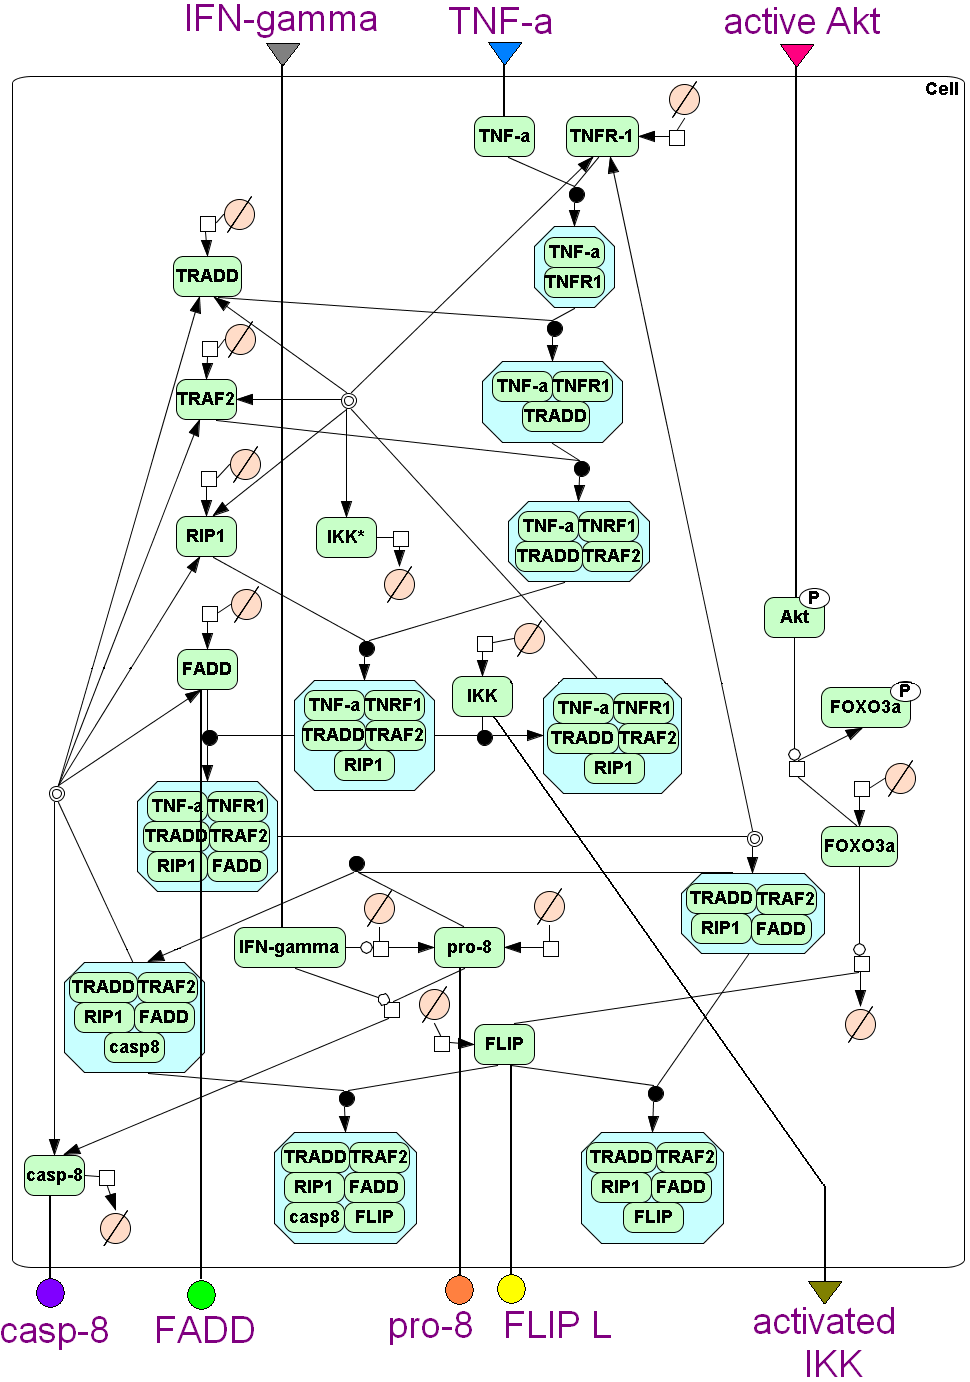 IFN-gamma
TNF-a
active Akt
Cell
TNF-a
TNFR-1
TNF-a
TNFR1
TRADD
TNF-a TNFR1
TRADD
TRAF2
TNF-a TNRF1
TRADD TRAF2
RIP1
IKK*
P
Akt
FADD
IKK
P
FOXO3a
TNF-a TNRF1
TRADD TRAF2
RIP1
TNF-a TNFR1
TRADD TRAF2
RIP1
TNF-a TNFR1
TRADD TRAF2
RIP1 FADD
FOXO3a
TRADD TRAF2
RIP1 FADD
IFN-gamma
pro-8
TRADD TRAF2
RIP1 FADD
casp8
FLIP
TRADD TRAF2
RIP1 FADD
casp8 FLIP
TRADD TRAF2
RIP1 FADD
FLIP
casp-8
casp-8
FADD
pro-8
FLIP L
activated
IKK